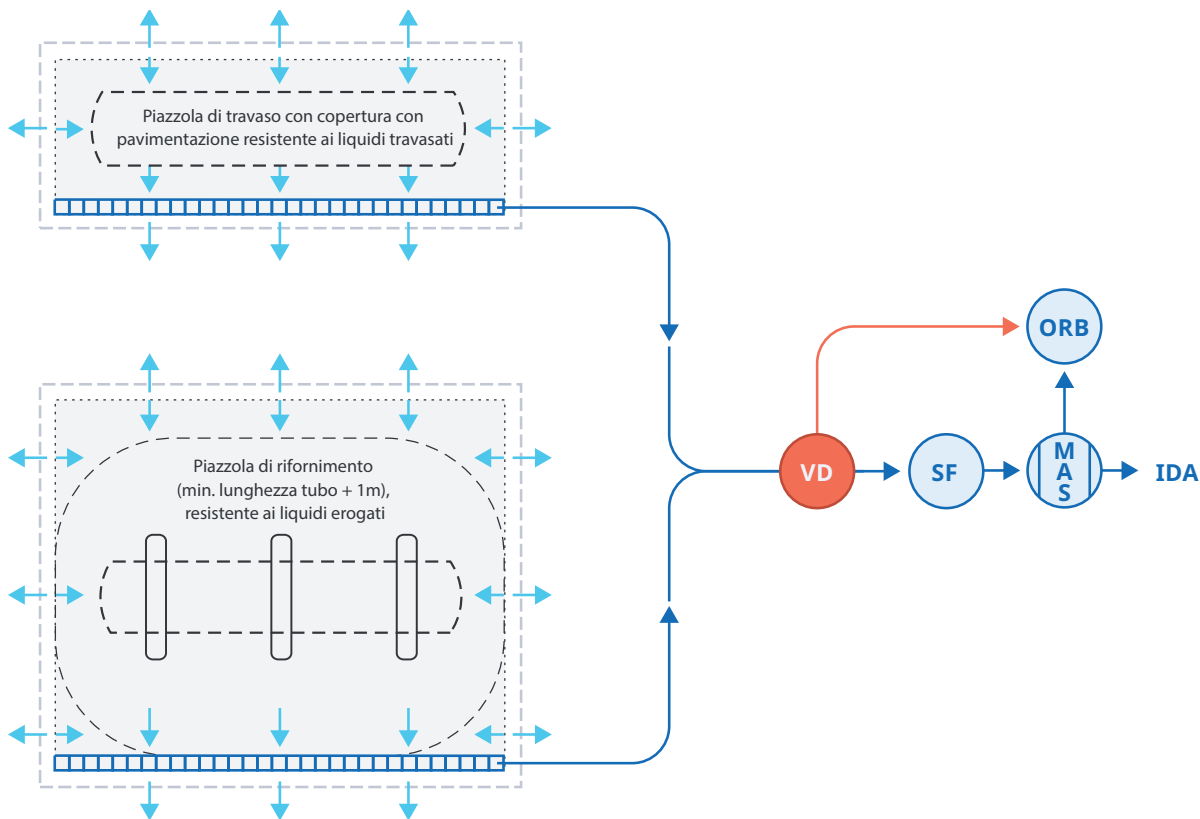 Piazzola di travaso con copertura con
pavimentazione resistente ai liquidi travasati
ORB
Piazzola di rifornimento
(min. lunghezza tubo + 1m),
resistente ai liquidi erogati
VD
SF
M
A
S
IDA